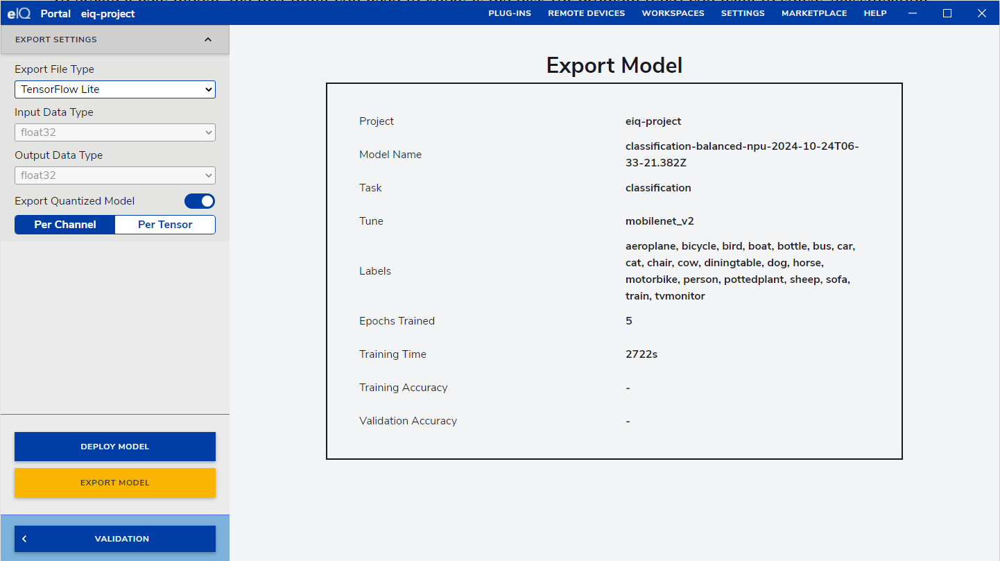 eIQ Portal eiq-project PLUG-INS REMOTE DEVICES WORKSPACES SETTINGS MARKETPLACE HELP
EXPORT SETTINGS
Export File Type
TensorFlow Lite
Input Data Type
float32
Output Data Type
float32
Export Quantized Model
Per Channel Per Tensor
DEPLOY MODEL
EXPORT MODEL
VALIDATION
Export Model
Project eiq-project
Model Name classification-balanced-npu-2024-10-24T06-
33-21.382Z
Task classification
Tune mobilenet_v2
Labels aeroplane, bicycle, bird, boat, bottle, bus, car,
cat, chair, cow, diningtable, dog, horse,
motorbike, person, pottedplant, sheep, sofa,
train, tvmonitor
Epochs Trained 5
Training Time 2722s
Training Accuracy -
Validation Accuracy -